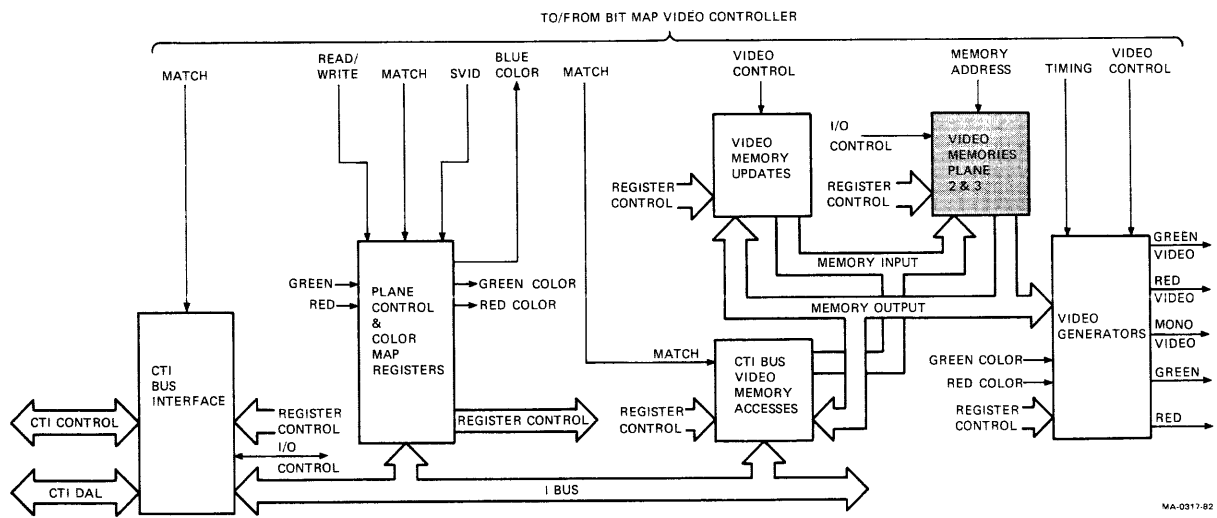 TO/FROM BIT MAP VIDEO CONTROLLER
MATCH
READ/
WRITE
MATCH
SVID
BLUE
COLOR
MATCH
VIDEO
CONTROL
MEMORY
ADDRESS
TIMING
VIDEO
CONTROL
VIDEO
MEMORY
UPDATES
REGISTER
CONTROL
I/O
CONTROL
REGISTER
CONTROL
VIDEO
MEMORIES
PLANE
2 & 3
MEMORY INPUT
MEMORY OUTPUT
GREEN
RED
PLANE
CONTROL
&
COLOR
MAP
REGISTERS
GREEN COLOR
RED COLOR
REGISTER CONTROL
CTI
BUS
INTERFACE
CTI CONTROL
CTI DAL
REGISTER
CONTROL
I/O
CONTROL
I BUS
MATCH
REGISTER
CONTROL
CTI BUS
VIDEO
MEMORY
ACCESSES
GREEN COLOR
RED COLOR
REGISTER
CONTROL
VIDEO
GENERATORS
GREEN
VIDEO
RED
VIDEO
MONO
VIDEO
GREEN
RED
MA-0317-82